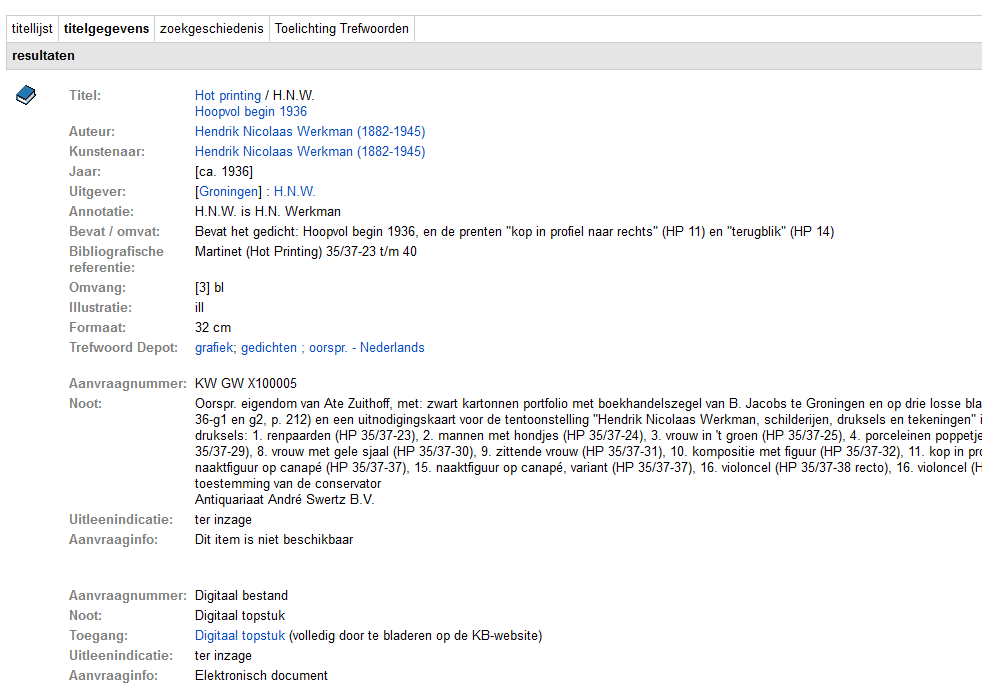 titellijst titelgegevens zoekgeschiedenis Toelichting Trefwoorden
resultaten
Titel: Hot printing / H.N.W.
Hoopvol begin 1936
Auteur: Hendrik Nicolaas Werkman (1882-1945)
Kunstenaar: Hendrik Nicolaas Werkman (1882-1945)
Jaar: [ca. 1936]
Uitgever: [Groningen] : H.N.W.
Annotatie: H.N.W. is H.N. Werkman
Bevat / omvat: Bevat het gedicht: Hoopvol begin 1936, en de prenten "kop in profiel naar rechts" (HP 11) en "terugblik" (HP 14)
Bibliografische referentie: Martinet (Hot Printing) 35/37-23 t/m 40
Omvang: [3] bl
Illustratie: ill
Formaat: 32 cm
Trefwoord Depot: grafiek; gedichten ; oorspr. - Nederlands
Aanvraagnummer: KW GW X100005
Noot: Oorspr. eigendom van Ate Zuithoff, met: zwart kartonnen portfolio met boekhandelszegel van B. Jacobs te Groningen en op drie losse bla
36-g1 en g2, p. 212) en een uitnodigingskaart voor de tentoonstelling "Hendrik Nicolaas Werkman, schilderijen, druksels en tekeningen" i
druksels: 1. renpaarden (HP 35/37-23), 2. mannen met hondjes (HP 35/37-24), 3. vrouw in 't groen (HP 35/37-25), 4. porceleinen poppetje
35/37-29), 8. vrouw met gele sjaal (HP 35/37-30), 9. zittende vrouw (HP 35/37-31), 10. kompositie met figuur (HP 35/37-32), 11. kop in pro
naaktfiguur op canapé (HP 35/37-37), 15. naaktfiguur op canapé, variant (HP 35/37-37), 16. violoncel (HP 35/37-38 recto), 16. violoncel (H
toestemming van de conservator
Antiquariaat André Swertz B.V.
Uitleenindicatie: ter inzage
Aanvraaginfo: Dit item is niet beschikbaar
Aanvraagnummer: Digitaal bestand
Noot: Digitaal topstuk
Toegang: Digitaal topstuk (volledig door te bladeren op de KB-website)
Uitleenindicatie: ter inzage
Aanvraaginfo: Elektronisch document